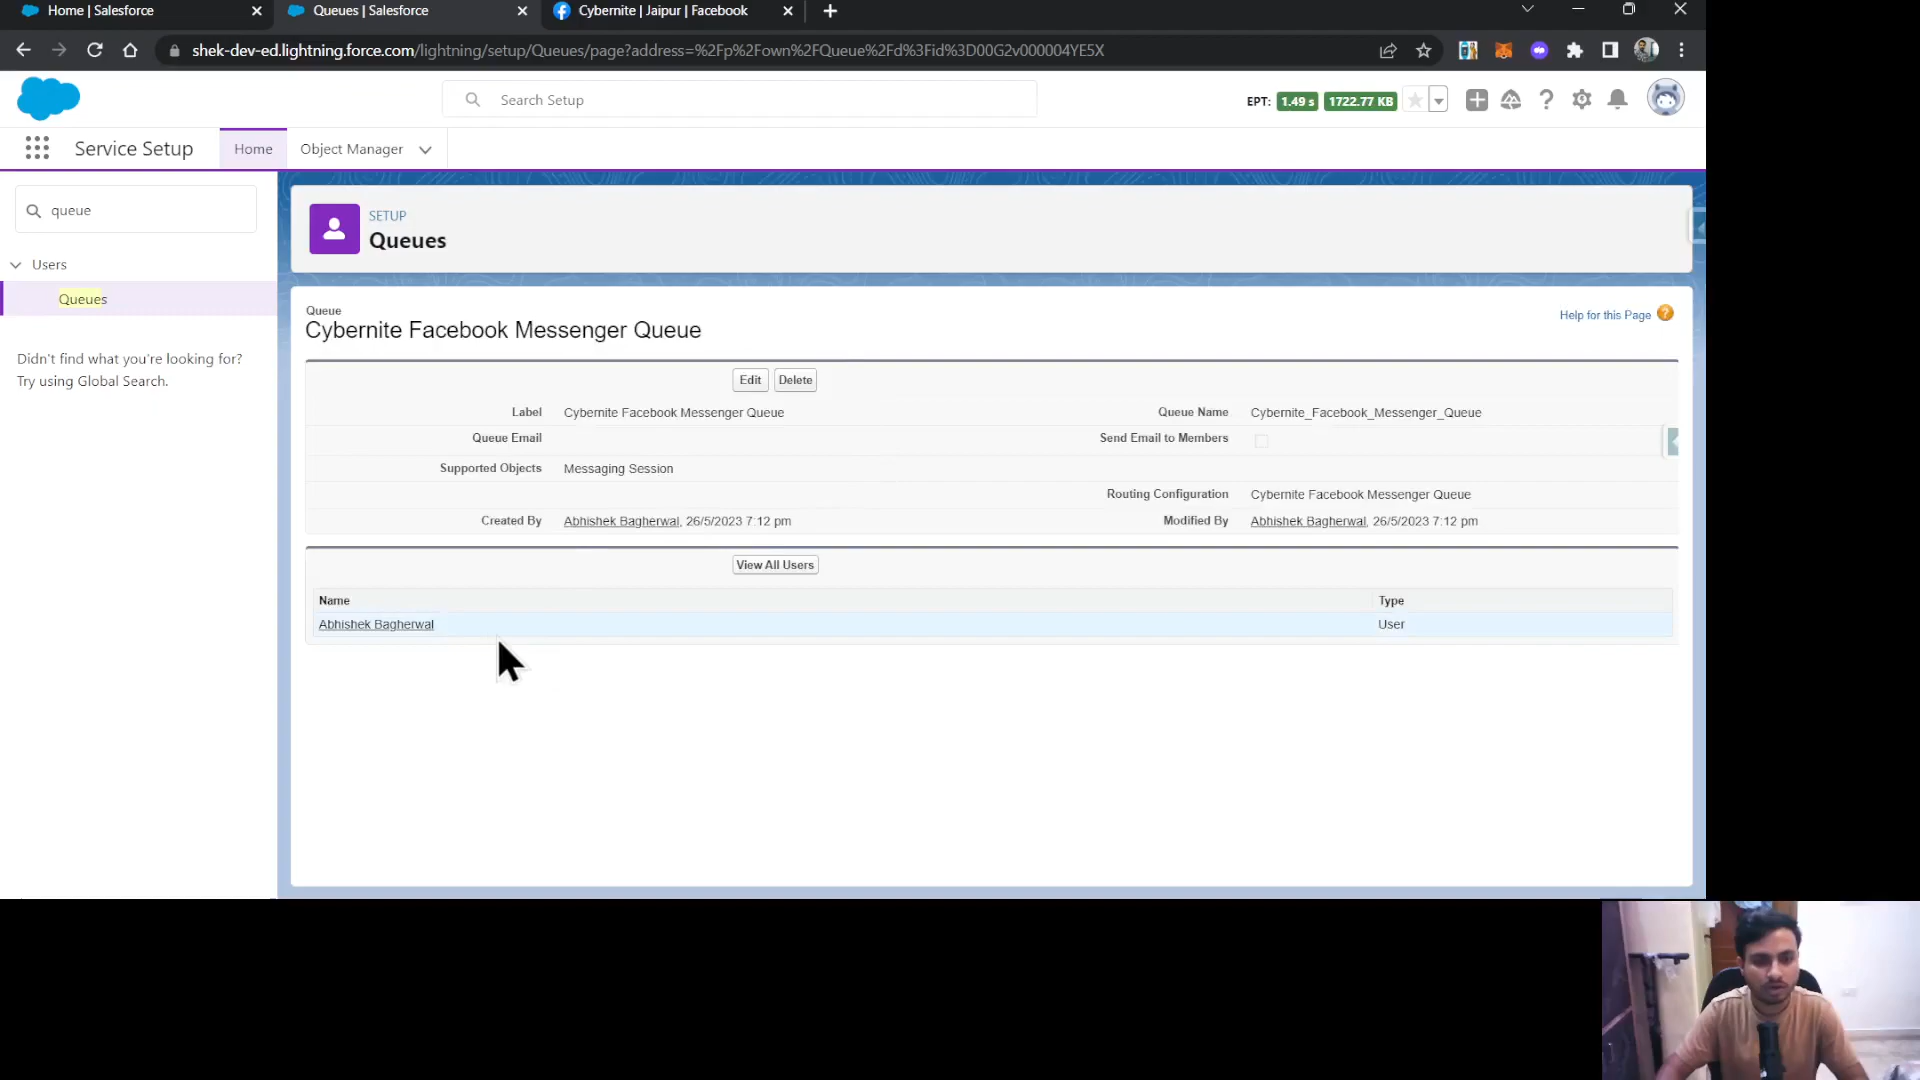 Home | Salesforce
Queues | Salesforce
Cybernite | Jaipur | Facebook
shek-dev-ed.lightning.force.com/lightning/setup/Queues/page?address=%2Fp%2Fown%2FQueue%2Fd%3Fid%3D00G2v000004YE5X
Search Setup
EPT: 1.49 s 1722.77 KB
Service Setup
Home
Object Manager
queue
Users
Queues
Didn't find what you're looking for?
Try using Global Search.
SETUP
Queues
Queue
Cybernite Facebook Messenger Queue
Help for this Page
Edit Delete
Label Cybernite Facebook Messenger Queue Queue Name Cybernite_Facebook_Messenger_Queue
Queue Email Send Email to Members
Supported Objects Messaging Session
Routing Configuration Cybernite Facebook Messenger Queue
Created By Abhishek Bagherwal, 26/5/2023 7:12 pm Modified By Abhishek Bagherwal, 26/5/2023 7:12 pm
View All Users
Name Type
Abhishek Bagherwal User